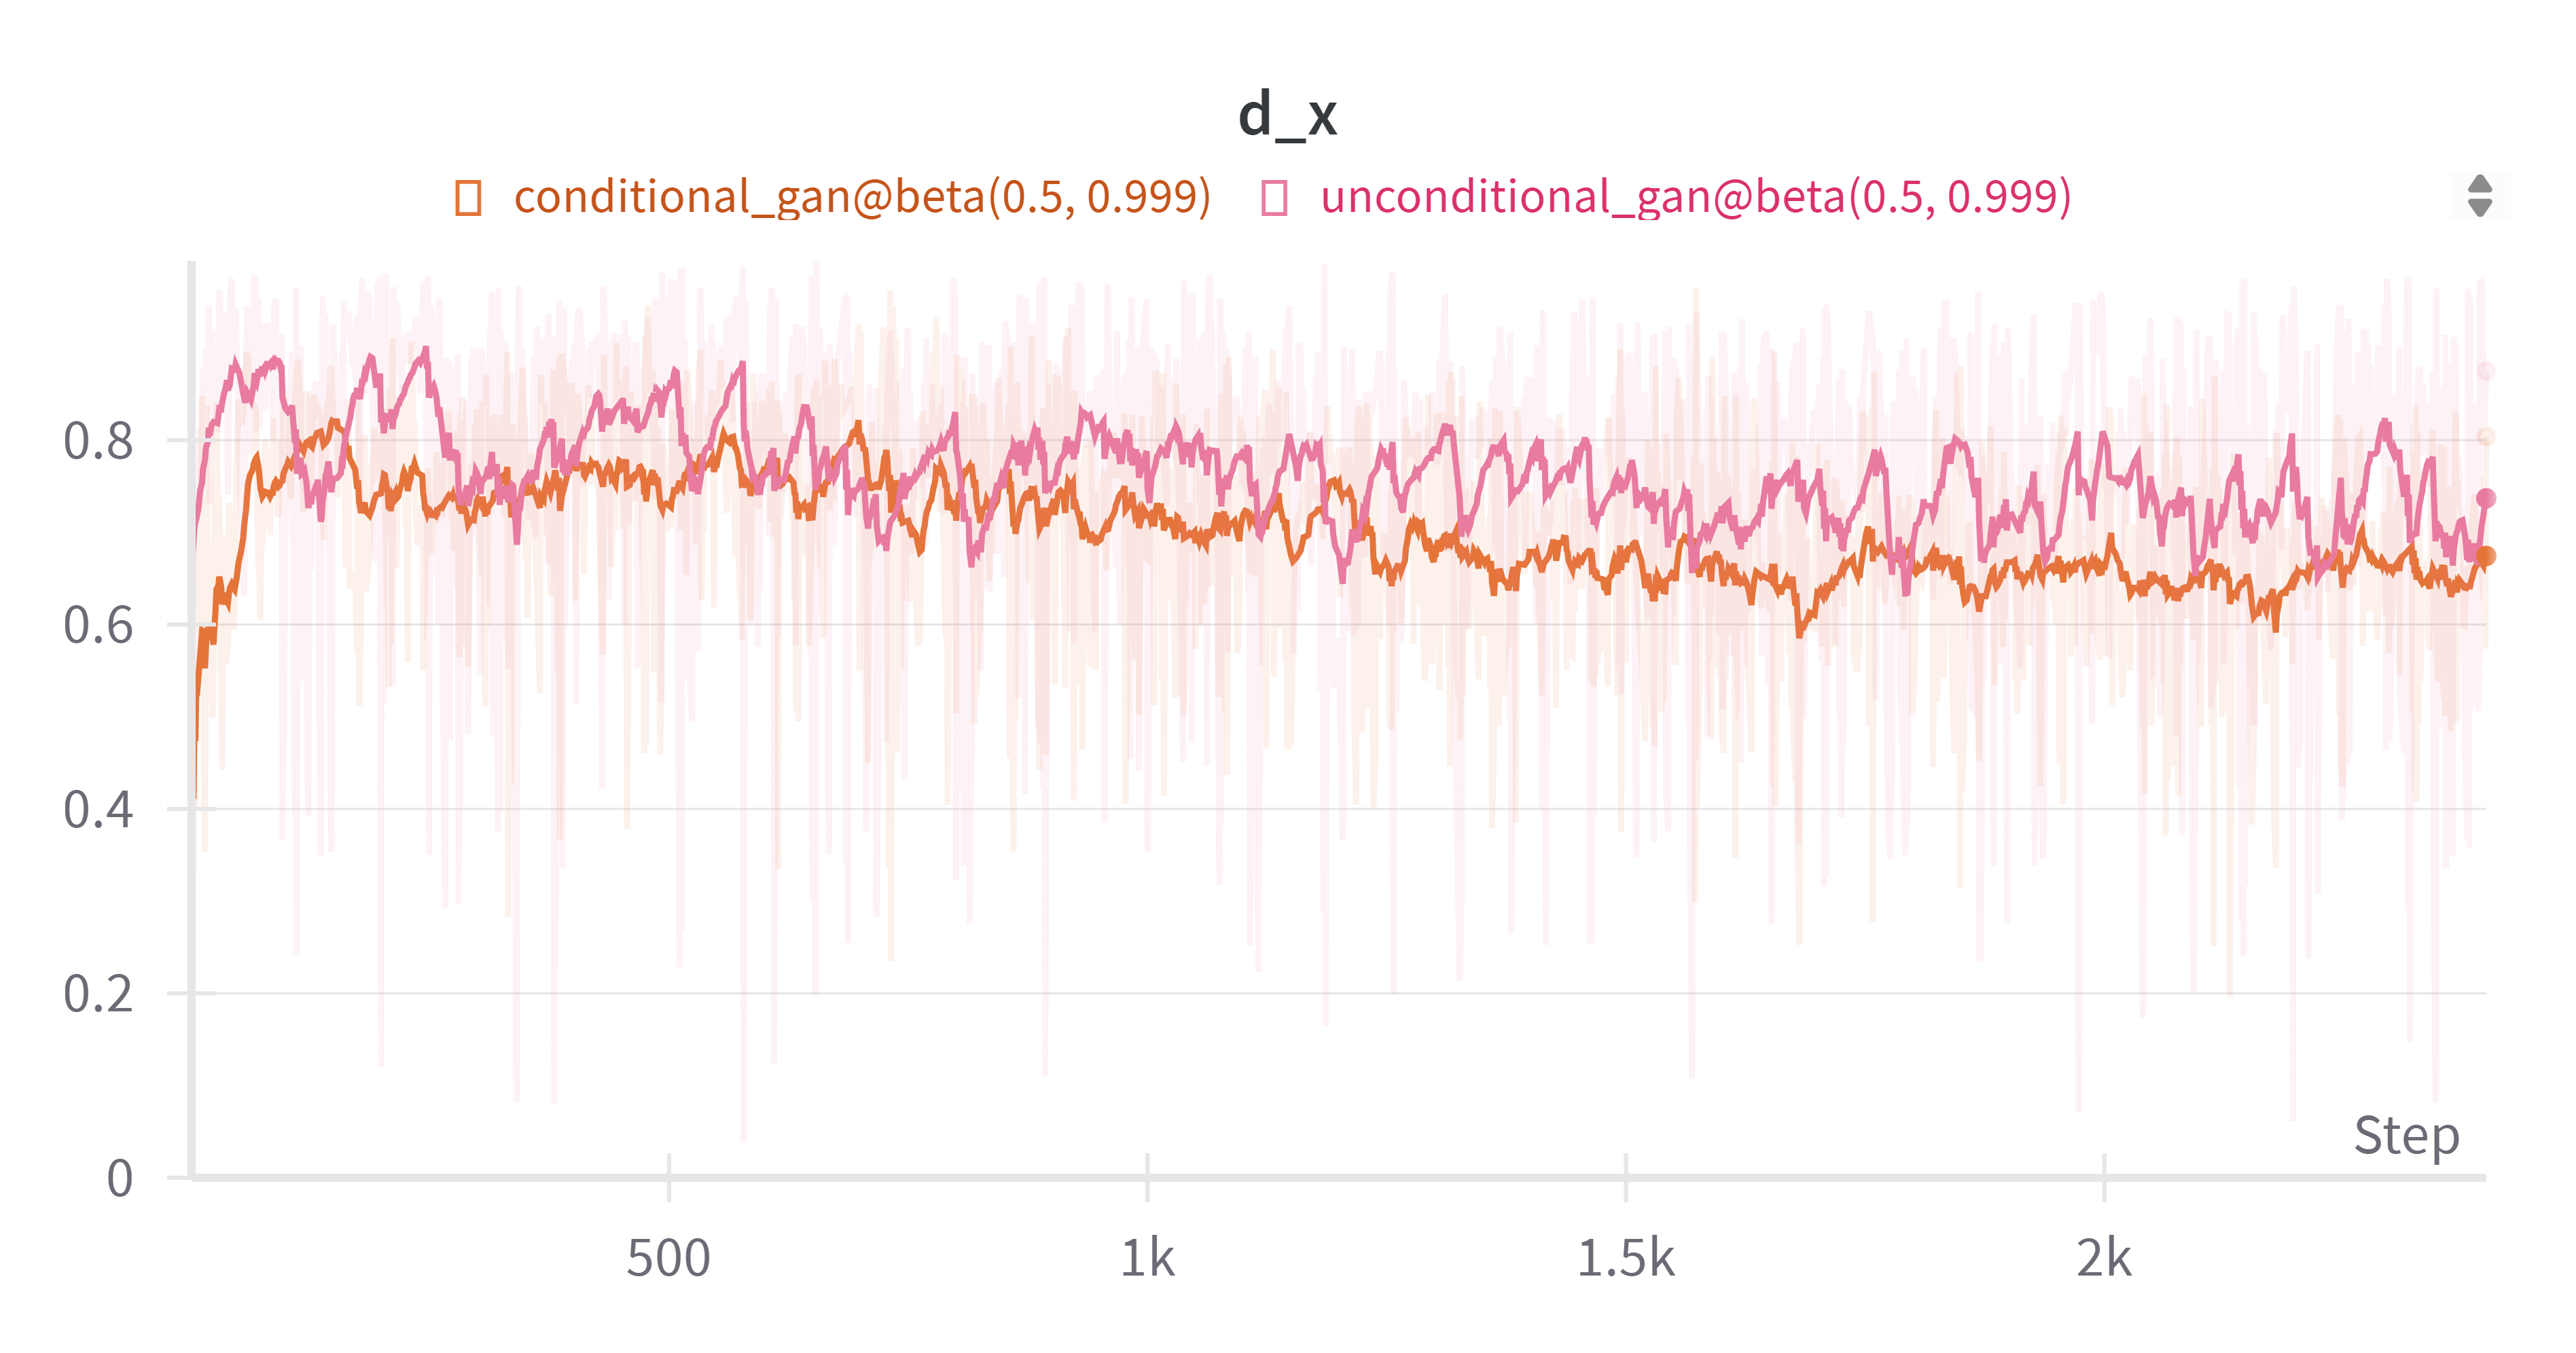 d_x
conditional_gan@beta(0.5, 0.999) unconditional_gan@beta(0.5, 0.999)
0.8
0.6
0.4
0.2
0
Step
500 1k 1.5k 2k